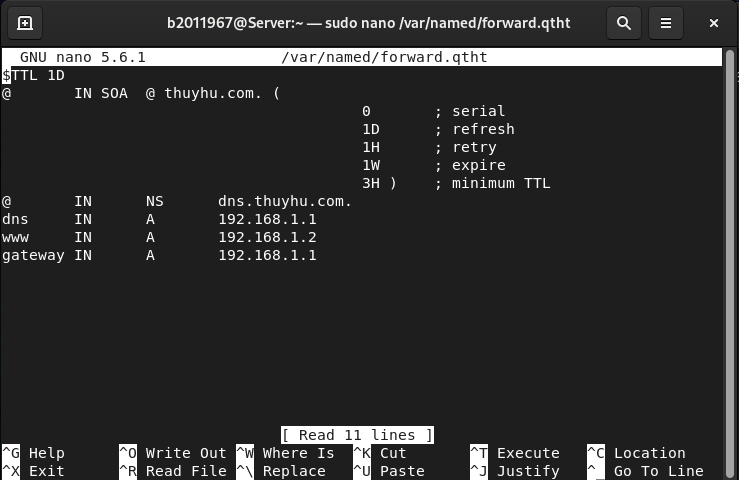 b2011967@Server:~ — sudo nano /var/named/forward.qtht
GNU nano 5.6.1 /var/named/forward.qtht
$TTL 1D
@ IN SOA @ thuyhu.com. (
0 ; serial
1D ; refresh
1H ; retry
1W ; expire
3H ) ; minimum TTL
@ IN NS dns.thuyhu.com.
dns IN A 192.168.1.1
www IN A 192.168.1.2
gateway IN A 192.168.1.1
[ Read 11 lines ]
^G Help ^O Write Out ^W Where Is ^K Cut ^T Execute ^C Location
^X Exit ^R Read File ^\ Replace ^U Paste ^J Justify ^_ Go To Line